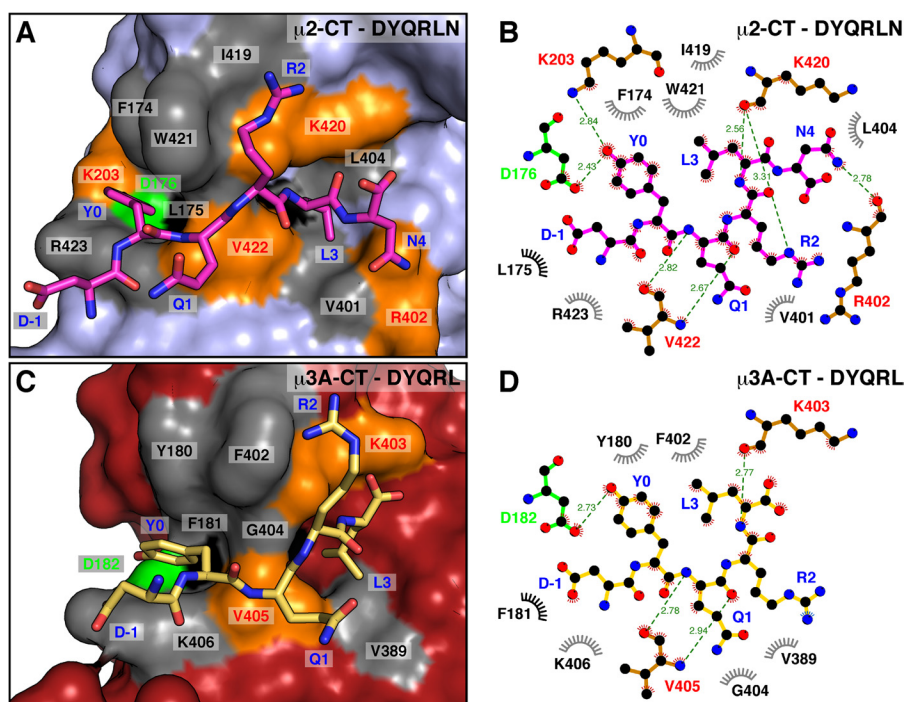 A
μ2-CT - DYQRLN
I419
R2
F174
W421
K420
L404
K203
D176
Y0
L175
R423
V422
L3
N4
Q1
V401
D-1
R402
B
μ2-CT - DYQRLN
K203
I419
K420
F174
W421
L404
2.84
2.56
N4
Y0
L3
D176
2.43
2.78
3.31
D-1
R2
L175
2.82
2.67
Q1
R423
V401
R402
V422
C
μ3A-CT - DYQRL
R2
Y180
F402
K403
Y0
F181
G404
D182
L3
V405
D-1
K406
V389
Q1
D
μ3A-CT - DYQRL
K403
Y180
F402
2.77
Y0
L3
D182
2.73
D-1
R2
F181
2.78
Q1
2.94
K406
V389
V405
G404